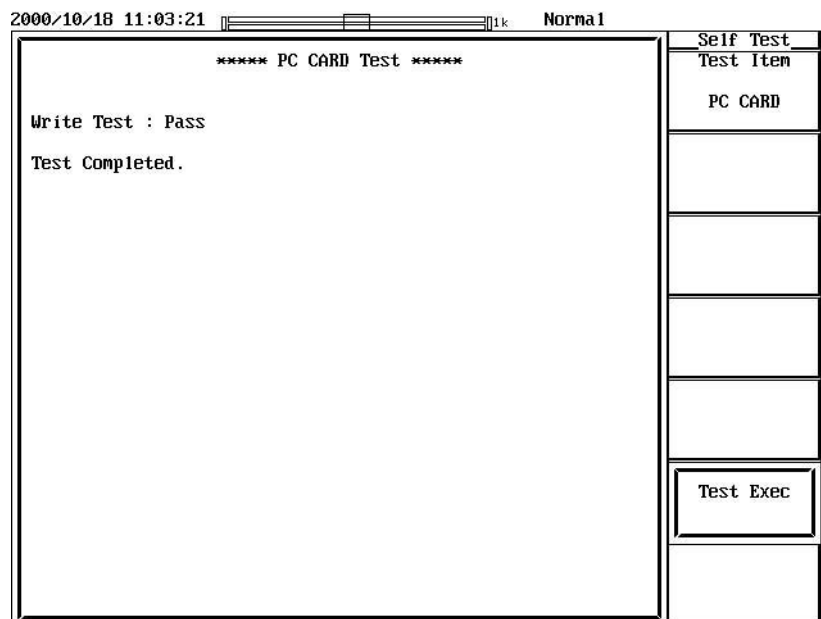 2000/10/18 11:03:21 1k Normal
Self Test
***** PC CARD Test *****
Test Item
PC CARD
Write Test : Pass
Test Completed.
Test Exec